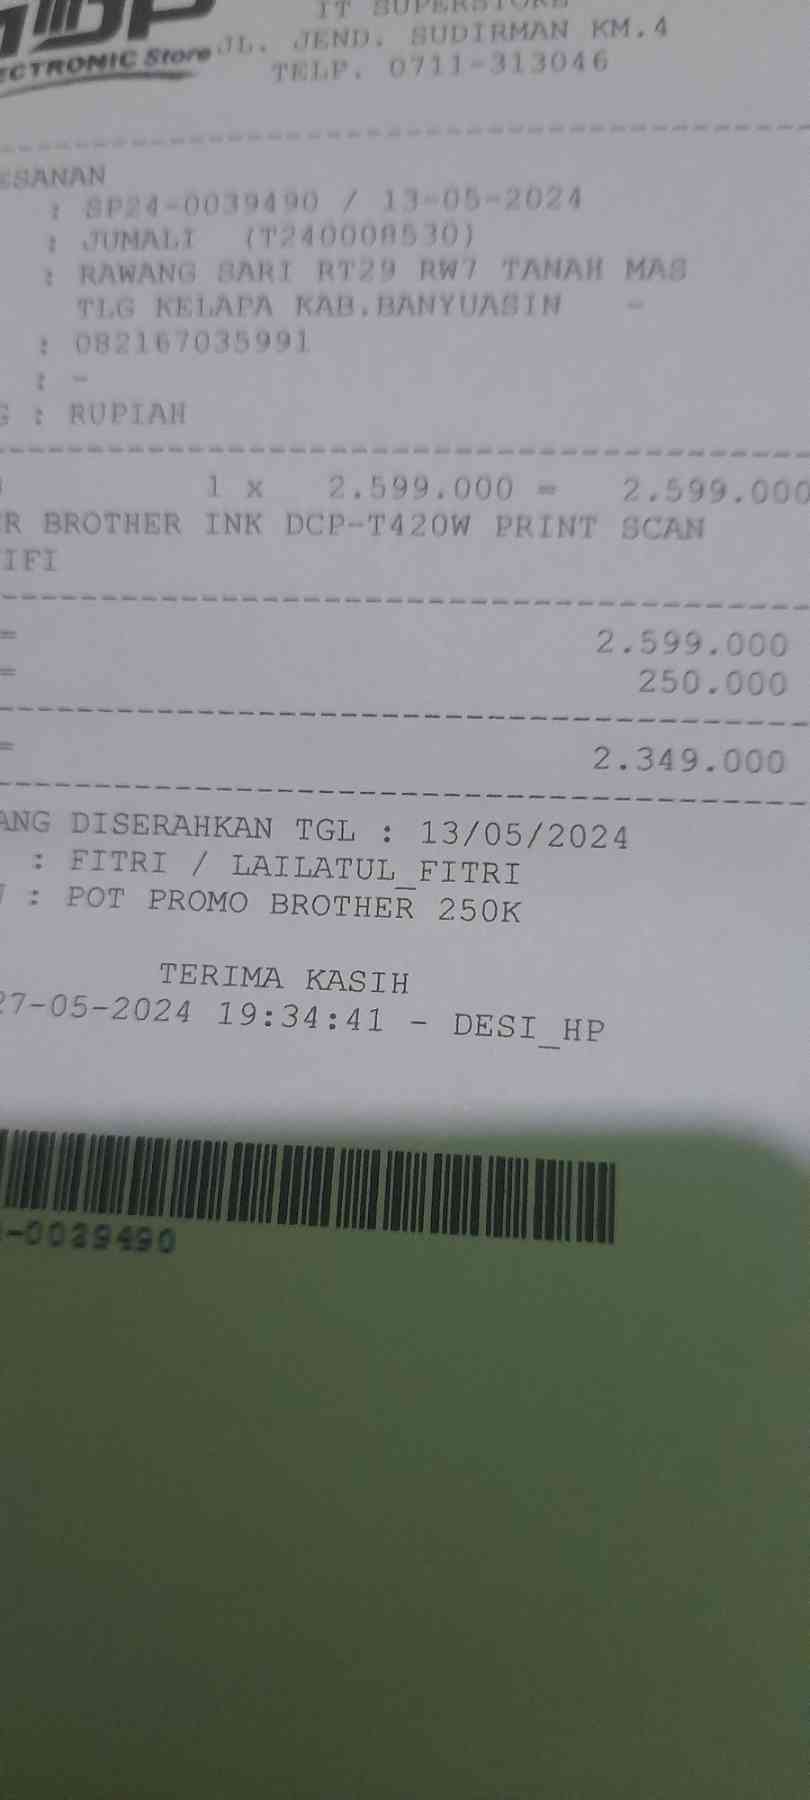 IT SUPERSTORE
ECTRONIC Store
JL. JEND. SUDIRMAN KM.4
TELP. 0711-313046
ESANAN
: SP24-0039490 / 13-05-2024
: JUMALI (T240008530)
: RAWANG SARI RT29 RW7 TANAH MAS
TLG KELAPA KAB.BANYUASIN -
: 082167035991
: -
G : RUPIAH
1 x 2.599.000 = 2.599.000
ER BROTHER INK DCP-T420W PRINT SCAN
IFI
= 2.599.000
= 250.000
= 2.349.000
ANG DISERAHKAN TGL : 13/05/2024
: FITRI / LAILATUL_FITRI
: POT PROMO BROTHER 250K
TERIMA KASIH
27-05-2024 19:34:41 - DESI_HP
-0039490